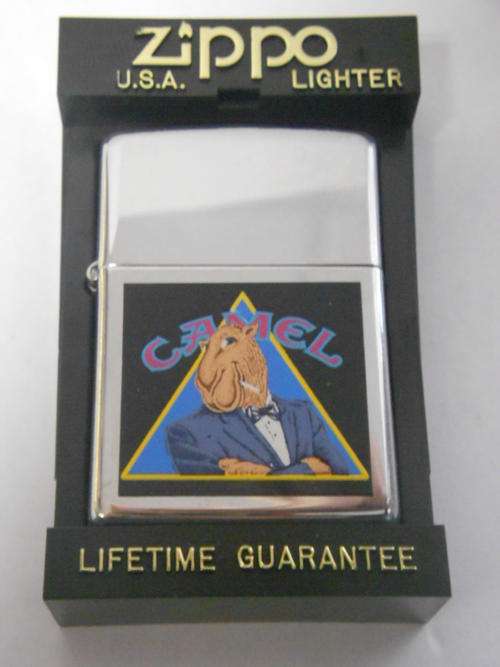 Zippo
U.S.A. LIGHTER
CAMEL
LIFETIME GUARANTEE